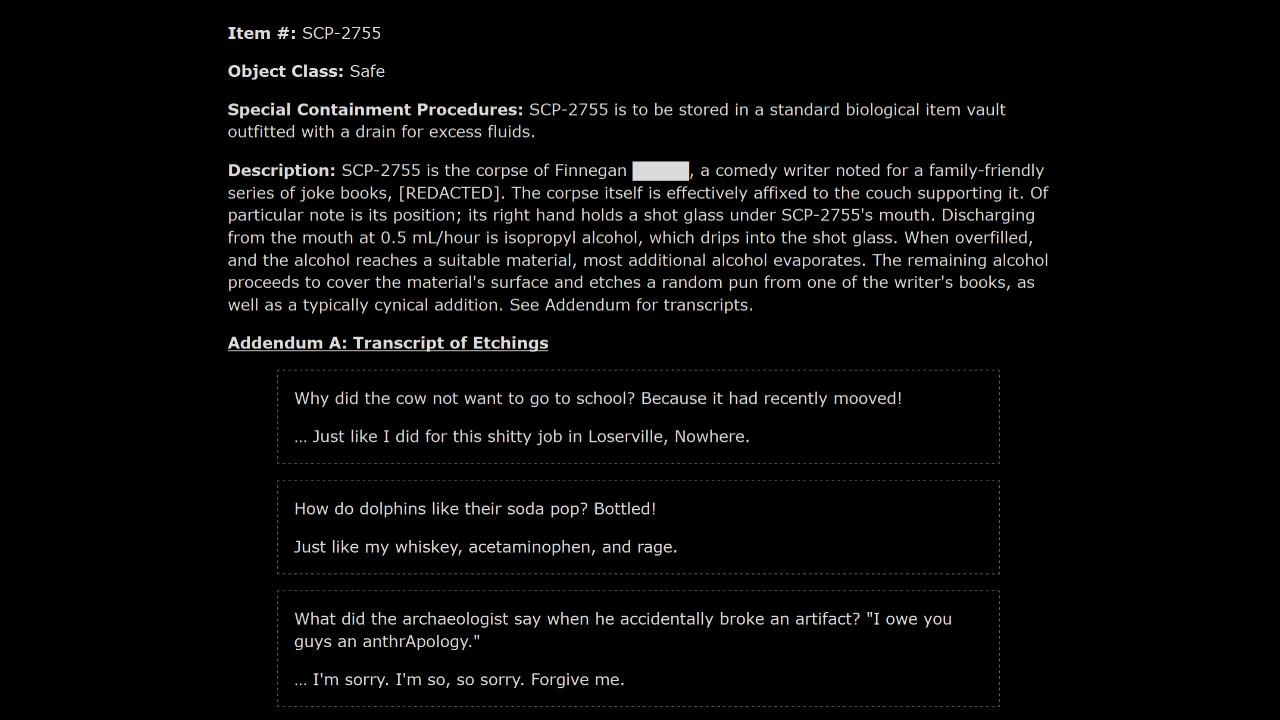 Item #: SCP-2755
Object Class: Safe
Special Containment Procedures: SCP-2755 is to be stored in a standard biological item vault
outfitted with a drain for excess fluids.
Description: SCP-2755 is the corpse of Finnegan █████, a comedy writer noted for a family-friendly
series of joke books, [REDACTED]. The corpse itself is effectively affixed to the couch supporting it. Of
particular note is its position; its right hand holds a shot glass under SCP-2755's mouth. Discharging
from the mouth at 0.5 mL/hour is isopropyl alcohol, which drips into the shot glass. When overfilled,
and the alcohol reaches a suitable material, most additional alcohol evaporates. The remaining alcohol
proceeds to cover the material's surface and etches a random pun from one of the writer's books, as
well as a typically cynical addition. See Addendum for transcripts.
Addendum A: Transcript of Etchings
Why did the cow not want to go to school? Because it had recently mooved!
... Just like I did for this shitty job in Loserville, Nowhere.
How do dolphins like their soda pop? Bottled!
Just like my whiskey, acetaminophen, and rage.
What did the archaeologist say when he accidentally broke an artifact? "I owe you
guys an anthrApology."
... I'm sorry. I'm so, so sorry. Forgive me.